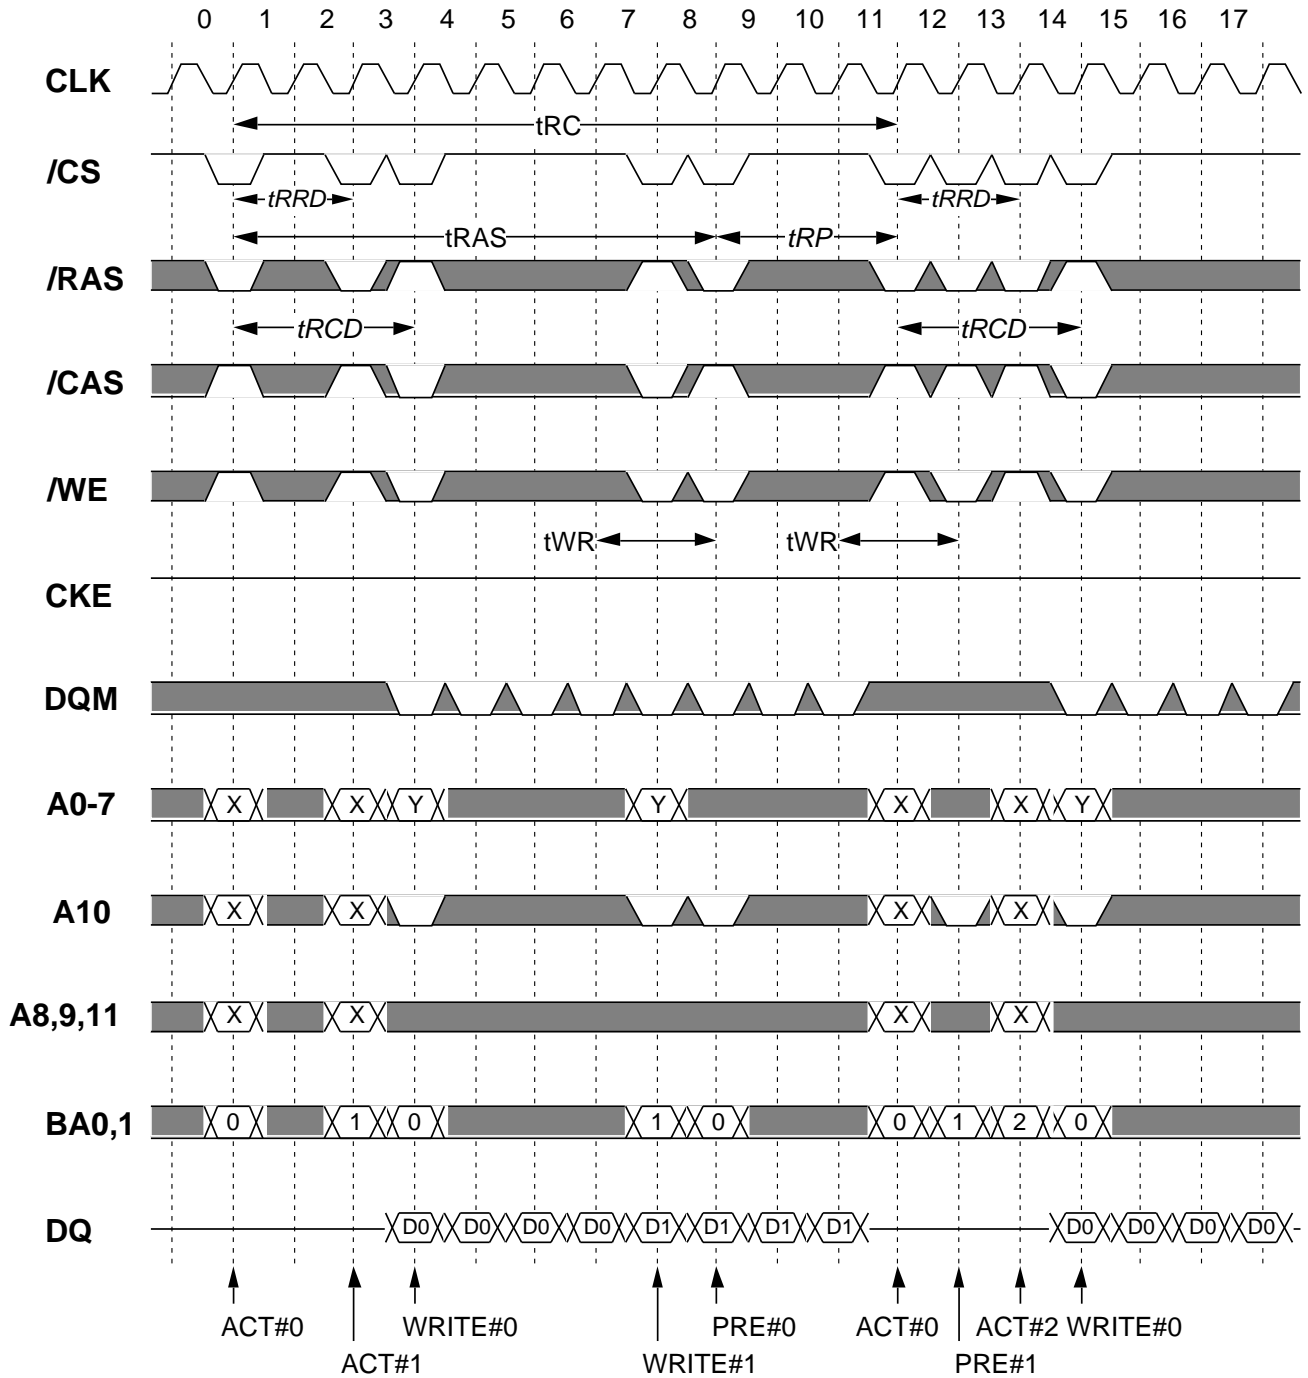 0 1 2 3 4 5 6 7 8 9 10 11 12 13 14 15 16 17
CLK
tRC
/CS
tRRD tRRD
tRAS tRP
/RAS
tRCD tRCD
/CAS
/WE
tWR tWR
CKE
DQM
A0-7 X X Y Y X X Y
A10 X X X X
A8,9,11 X X X X
BA0,1 0 1 0 1 0 0 1 2 0
DQ D0 D0 D0 D0 D1 D1 D1 D1 D0 D0 D0 D0
ACT#0 WRITE#0 PRE#0 ACT#0 ACT#2 WRITE#0
ACT#1 WRITE#1 PRE#1